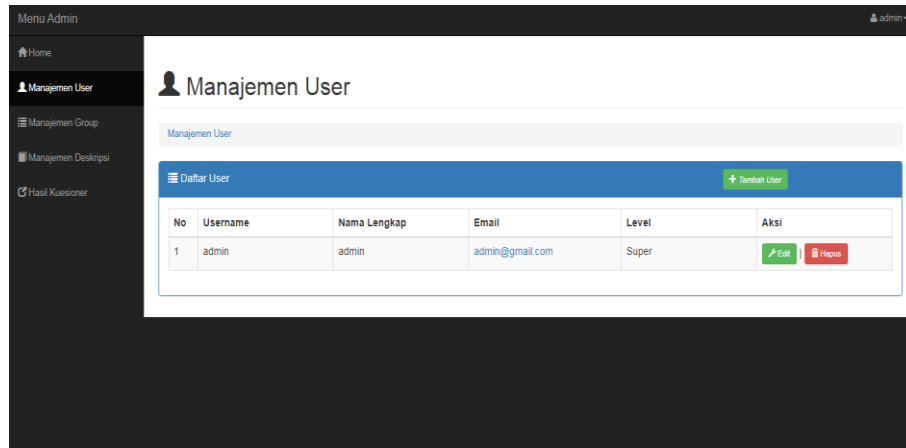 Menu Admin
admin
Home
Manajemen User
Manajemen Group
Manajemen Deskripsi
Hasil Kuesioner
Manajemen User
Manajemen User
Daftar User
+ Tambah User
No Username Nama Lengkap Email Level Aksi
1 admin admin admin@gmail.com Super Edit | Hapus